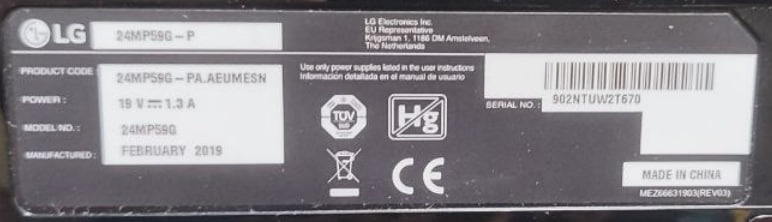 LG
24MP59G-P
LG Electronics Inc.
EU Representative
Krijgsman 1, 1186 DM Amstelveen,
The Netherlands
PRODUCT CODE
24MP59G-PA.AEUMESN
POWER :
19 V ⎓ 1.3 A
MODEL NO. :
24MP59G
MANUFACTURED :
FEBRUARY 2019
Use only power supplies listed in the user instructions
Información detallada en el manual de usuario
TÜV
SÜD
Hg
CE
SERIAL NO. :
902NTUW2T670
MADE IN CHINA
MEZ66631903(REV03)